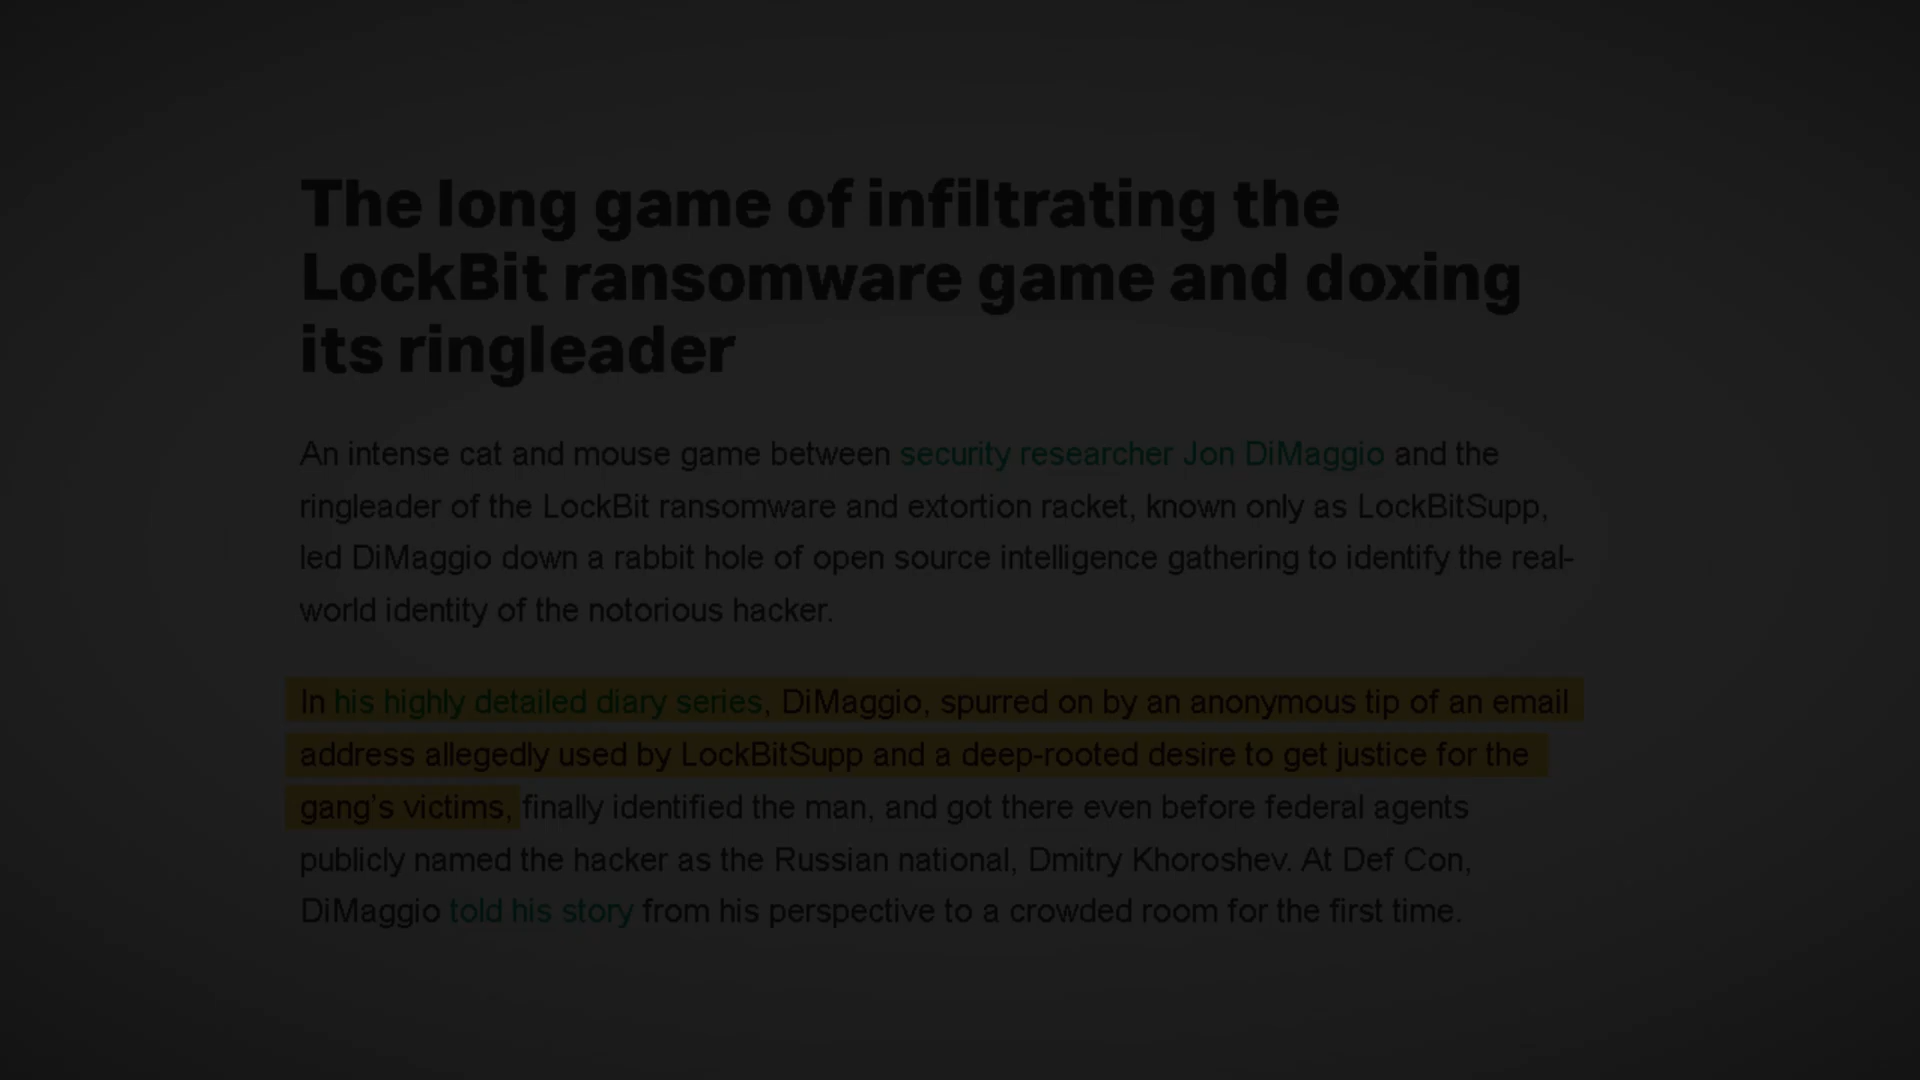 The long game of infiltrating the
LockBit ransomware game and doxing
its ringleader
An intense cat and mouse game between security researcher Jon DiMaggio and the
ringleader of the LockBit ransomware and extortion racket, known only as LockBitSupp,
led DiMaggio down a rabbit hole of open source intelligence gathering to identify the real-
world identity of the notorious hacker.
In his highly detailed diary series, DiMaggio, spurred on by an anonymous tip of an email
address allegedly used by LockBitSupp and a deep-rooted desire to get justice for the
gang’s victims, finally identified the man, and got there even before federal agents
publicly named the hacker as the Russian national, Dmitry Khoroshev. At Def Con,
DiMaggio told his story from his perspective to a crowded room for the first time.